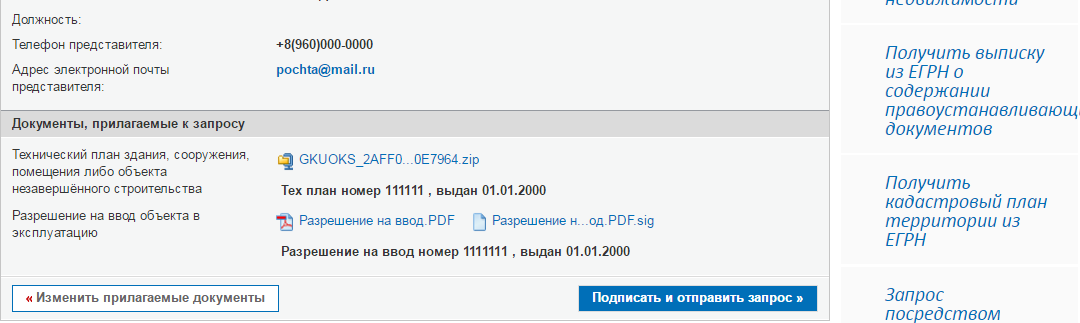 Должность:
Телефон представителя: +8(960)000-0000
Адрес электронной почты pochta@mail.ru
представителя:
Документы, прилагаемые к запросу
Технический план здания, сооружения, GKUOKS_2AFF0...0E7964.zip
помещения либо объекта
незавершённого строительства Тех план номер 111111 , выдан 01.01.2000
Разрешение на ввод объекта в Разрешение на ввод.PDF Разрешение н...од.PDF.sig
эксплуатацию
Разрешение на ввод номер 1111111 , выдан 01.01.2000
« Изменить прилагаемые документы
Подписать и отправить запрос »
Получить выписку
из ЕГРН о
содержании
правоустанавливающ
документов
Получить
кадастровый план
территории из
ЕГРН
Запрос
посредством